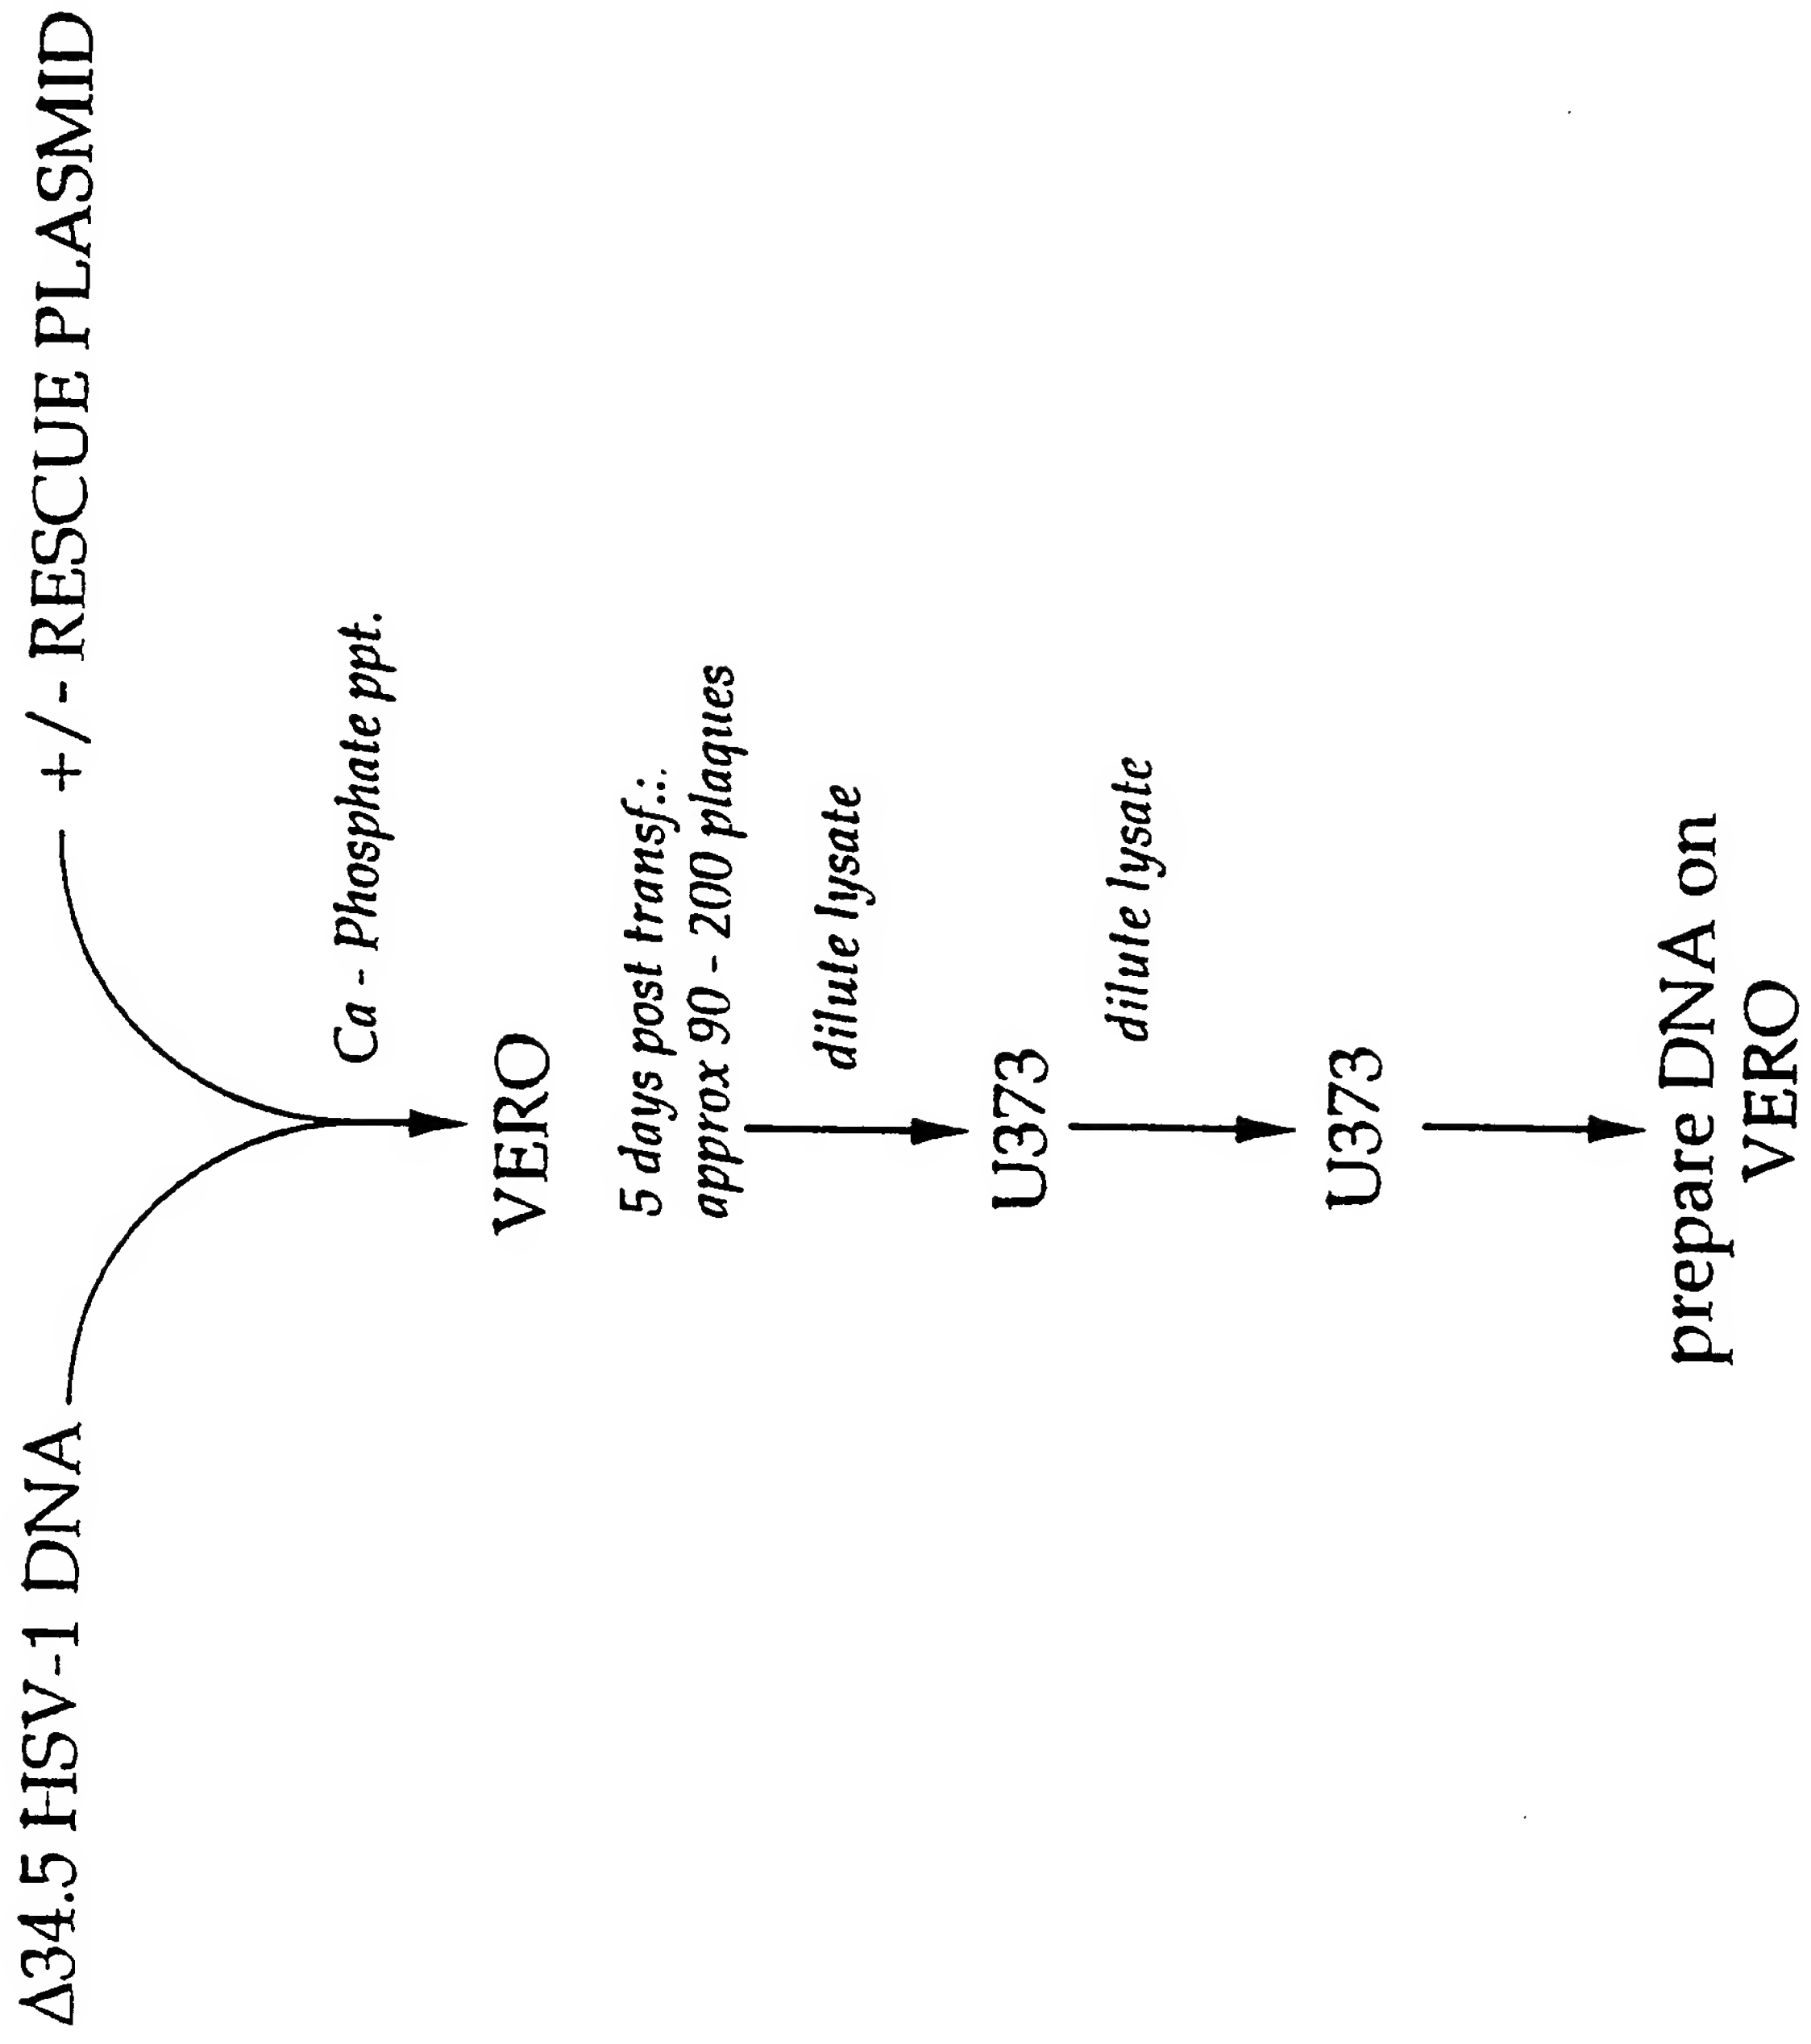 Δ34.5 HSV-1 DNA +/- RESCUE PLASMID
Ca - Phosphate ppt.
VERO
5 days post transf...
approx 90 - 200 plaques
dilute lysate
U373
dilute lysate
U373
prepare DNA on
VERO